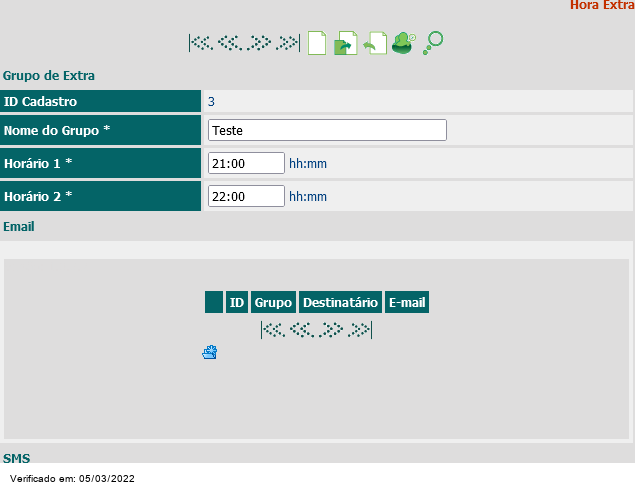 Hora Extra
Grupo de Extra
ID Cadastro 3
Nome do Grupo * Teste
Horário 1 * 21:00 hh:mm
Horário 2 * 22:00 hh:mm
Email
ID Grupo Destinatário E-mail
SMS
Verificado em: 05/03/2022